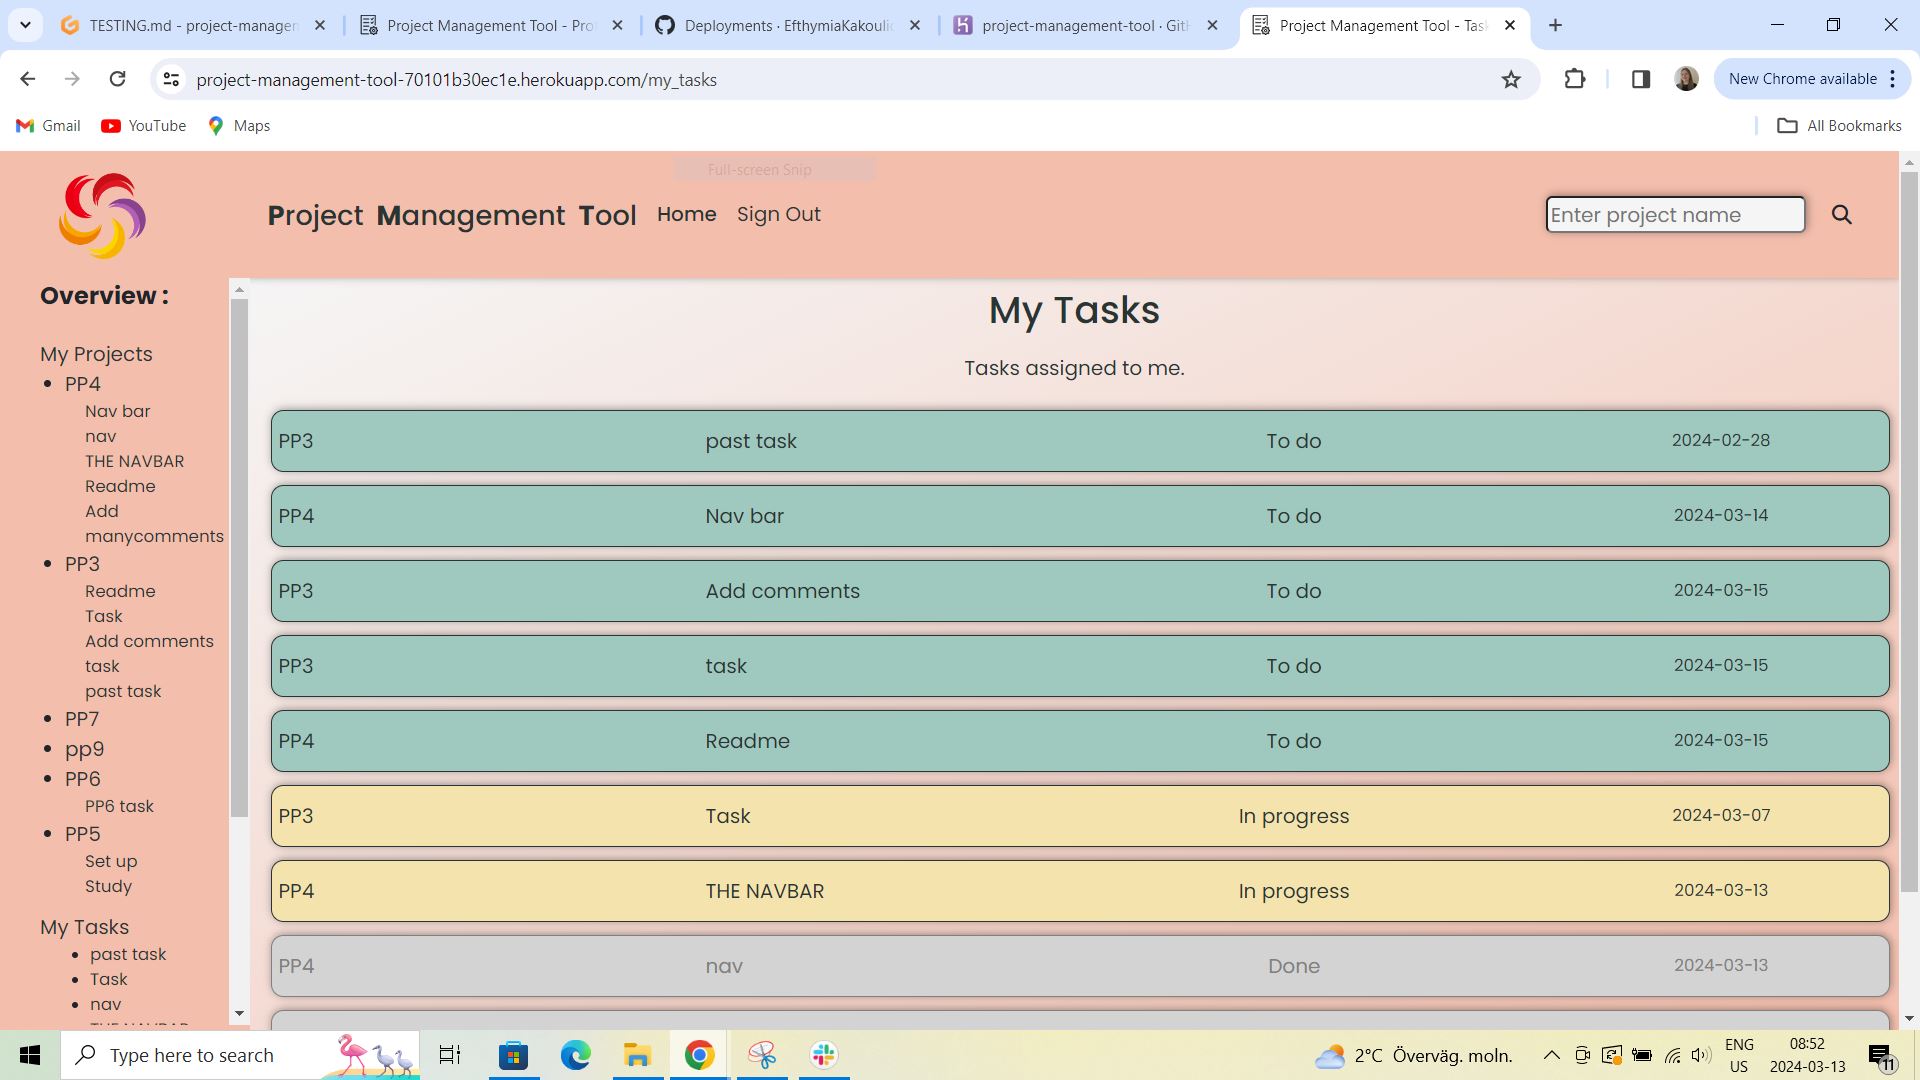 TESTING.md - project-managen
Project Management Tool - Pro
Deployments · EfthymiaKakouli
project-management-tool · Gith
Project Management Tool - Task
project-management-tool-70101b30ec1e.herokuapp.com/my_tasks
New Chrome available
Gmail
YouTube
Maps
All Bookmarks
Full-screen Snip
Project Management Tool
Home
Sign Out
Enter project name
Overview :
My Projects
PP4
Nav bar
nav
THE NAVBAR
Readme
Add
manycomments
PP3
Readme
Task
Add comments
task
past task
PP7
pp9
PP6
PP6 task
PP5
Set up
Study
My Tasks
past task
Task
nav
THE NAVBAR
My Tasks
Tasks assigned to me.
PP3 past task To do 2024-02-28
PP4 Nav bar To do 2024-03-14
PP3 Add comments To do 2024-03-15
PP3 task To do 2024-03-15
PP4 Readme To do 2024-03-15
PP3 Task In progress 2024-03-07
PP4 THE NAVBAR In progress 2024-03-13
PP4 nav Done 2024-03-13
Type here to search
2°C Överväg. moln.
ENG
US
08:52
2024-03-13
11